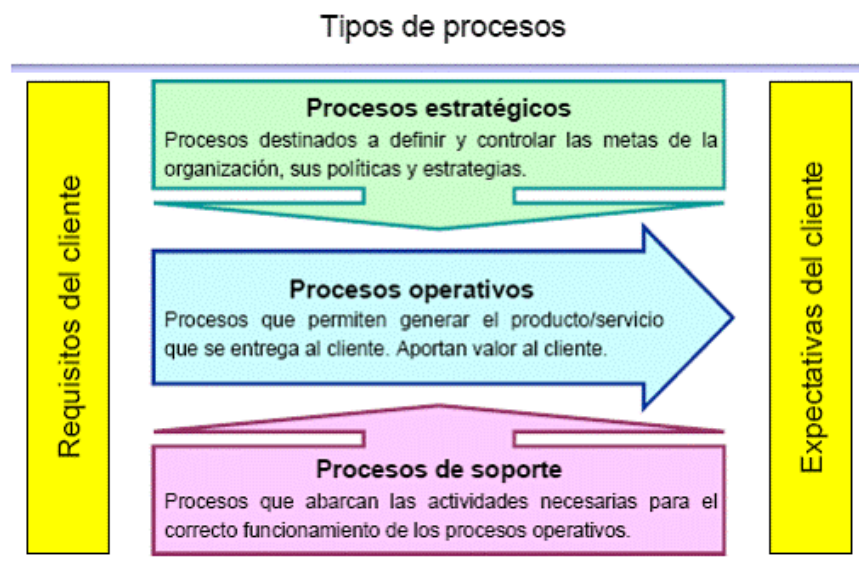 Tipos de procesos
Requisitos del cliente
Procesos estratégicos
Procesos destinados a definir y controlar las metas de la
organización, sus políticas y estrategias.
Procesos operativos
Procesos que permiten generar el producto/servicio
que se entrega al cliente. Aportan valor al cliente.
Procesos de soporte
Procesos que abarcan las actividades necesarias para el
correcto funcionamiento de los procesos operativos.
Expectativas del cliente